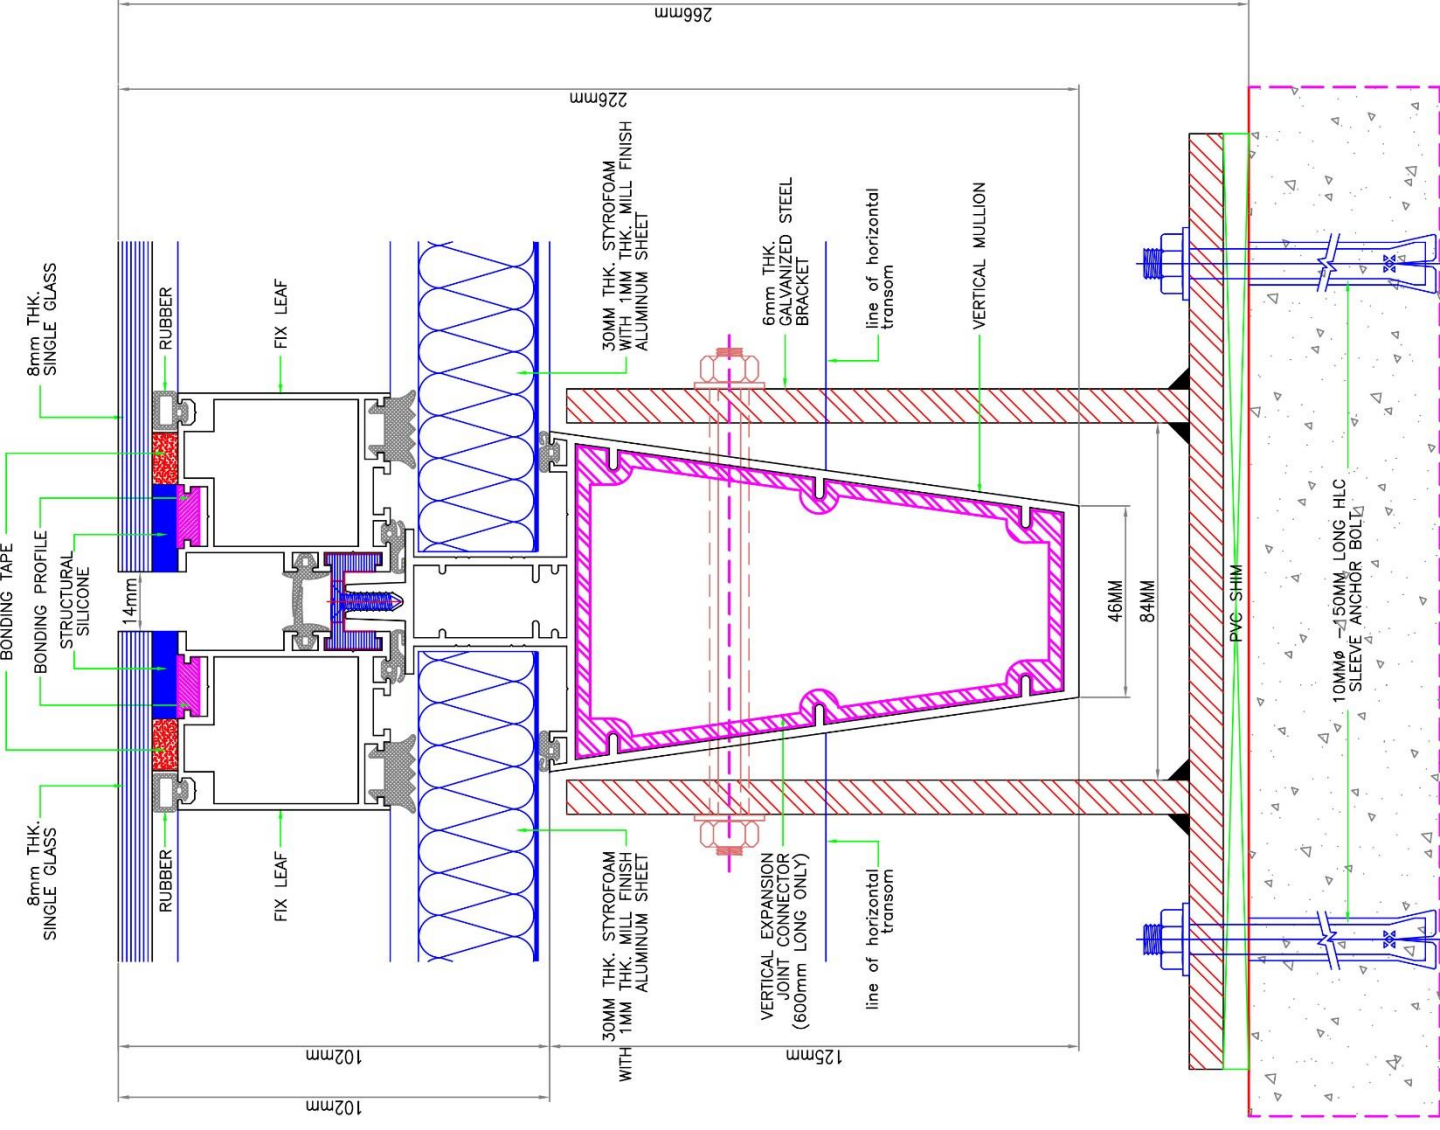 266mm
226mm
8mm THK.
SINGLE GLASS
RUBBER
FIX LEAF
30MM THK. STYROFOAM
WITH 1MM THK. MILL FINISH
ALUMINUM SHEET
6mm THK.
GALVANIZED STEEL
BRACKET
line of horizontal
transom
VERTICAL MULLION
BONDING TAPE
BONDING PROFILE
STRUCTURAL
SILICONE
14mm
46MM
84MM
PVC SHIM
10MMØ -150MM LONG HLC
SLEEVE ANCHOR BOLT
8mm THK.
SINGLE GLASS
RUBBER
FIX LEAF
30MM THK. STYROFOAM
WITH 1MM THK. MILL FINISH
ALUMINUM SHEET
VERTICAL EXPANSION
JOINT CONNECTOR
(600mm LONG ONLY)
line of horizontal
transom
102mm
125mm
102mm